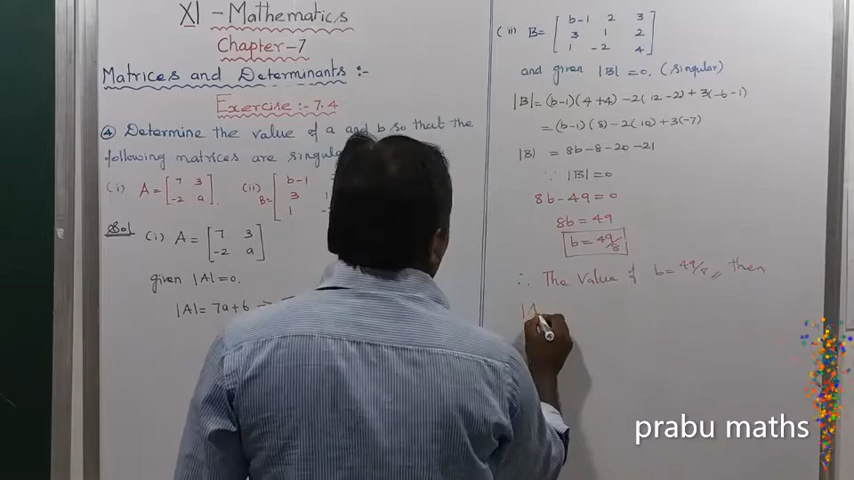 XI - Mathematics
Chapter-7
Matrices and Determinants :-
Exercise :- 7.4
④ Determine the value of a and b so that the
following matrices are singular
(i) A = [ 7 3
-2 a ]. (ii) B = [ b-1
3 1
1
Sol (i) A = [ 7 3
-2 a ]
given |A|=0.
|A| = 7a+6
(ii) B = [ b-1 2 3
3 1 2
1 -2 4 ]
and given |B| = 0. (singular)
|B| = (b-1)(4+4) -2(12-2) +3(-6-1)
= (b-1)(8) -2(10) +3(-7)
|B| = 8b-8-20-21
∵ |B| = 0
8b-49 = 0
8b = 49
b = 49/8
∴ The value of b = 49/8, then
prabu maths